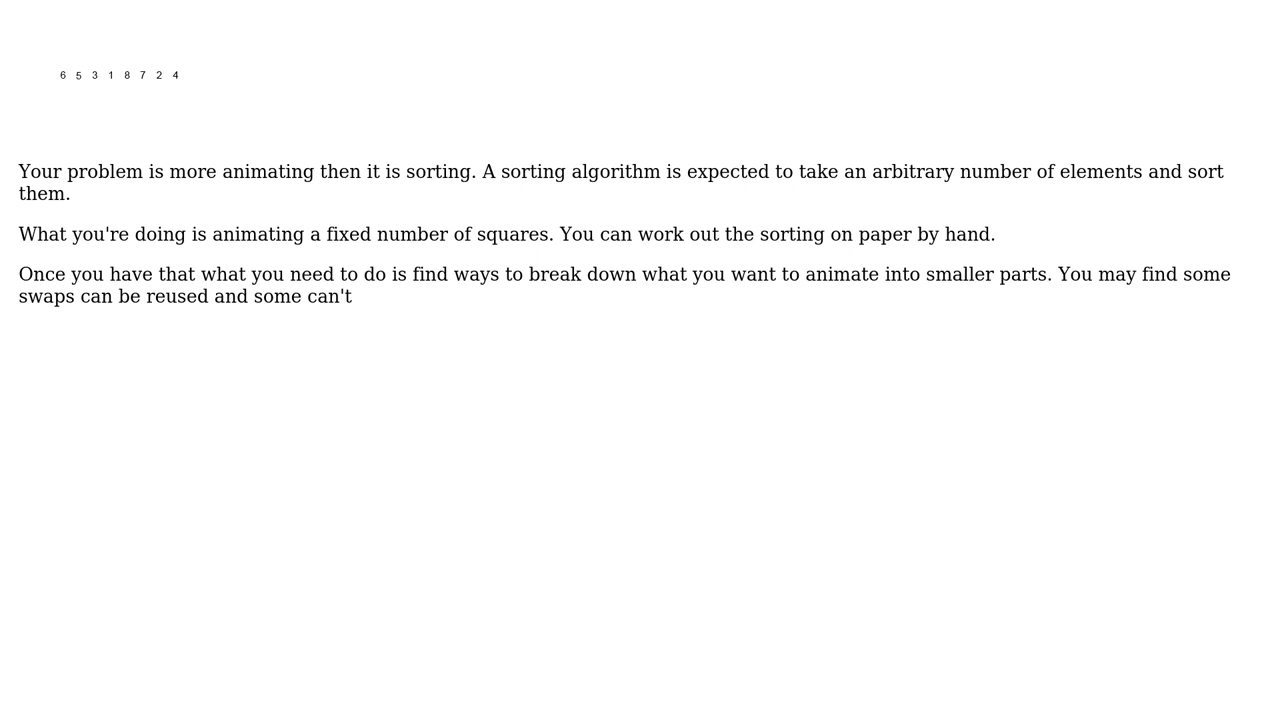 6 5 3 1 8 7 2 4
Your problem is more animating then it is sorting. A sorting algorithm is expected to take an arbitrary number of elements and sort
them.
What you're doing is animating a fixed number of squares. You can work out the sorting on paper by hand.
Once you have that what you need to do is find ways to break down what you want to animate into smaller parts. You may find some
swaps can be reused and some can't